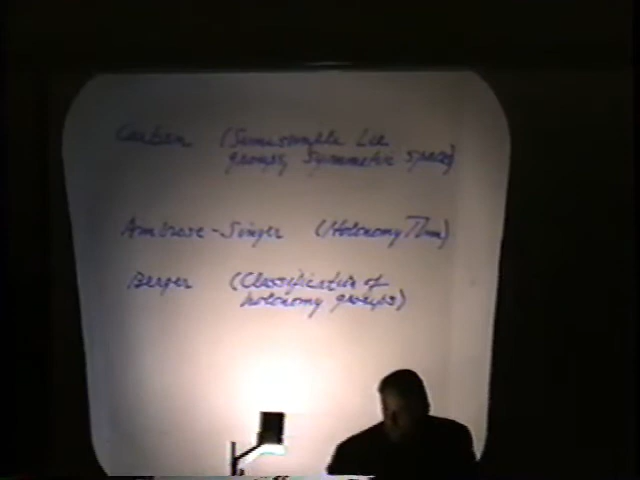 Cartan (Semisimple Lie
groups, Symmetric spaces)
Ambrose-Singer (Holonomy Thm)
Berger (Classification of
holonomy groups)